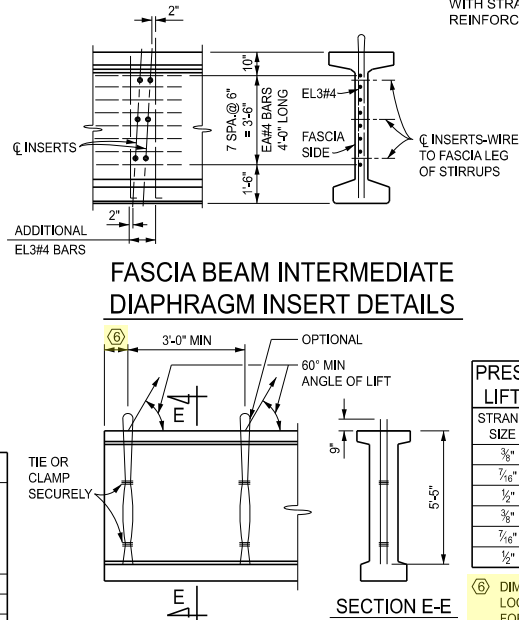 WITH STRA
REINFORC
2"
10"
7 SPA.@ 6"
= 3'-6"
EA#4 BARS
4'-0" LONG
1'-6"
℄ INSERTS
2"
ADDITIONAL
EL3#4 BARS
EL3#4
FASCIA
SIDE
℄ INSERTS-WIRE
TO FASCIA LEG
OF STIRRUPS
FASCIA BEAM INTERMEDIATE
DIAPHRAGM INSERT DETAILS
6
3'-0" MIN
OPTIONAL
60° MIN
ANGLE OF LIFT
E
TIE OR
CLAMP
SECURELY
E
9"
5'-5"
SECTION E-E
PRES
LIFT
STRAN
SIZE
3/8"
7/16"
1/2"
3/8"
7/16"
1/2"
6 DIM
LOC
FOR